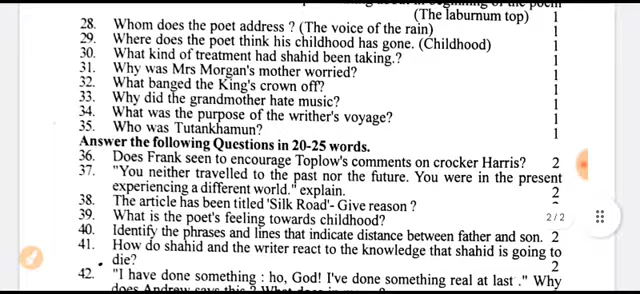 (The laburnum top) 1
28. Whom does the poet address ? (The voice of the rain) 1
29. Where does the poet think his childhood has gone. (Childhood) 1
30. What kind of treatment had shahid been taking.? 1
31. Why was Mrs Morgan's mother worried? 1
32. What banged the King's crown off? 1
33. Why did the grandmother hate music? 1
34. What was the purpose of the writher's voyage? 1
35. Who was Tutankhamun? 1
Answer the following Questions in 20-25 words.
36. Does Frank seen to encourage Toplow's comments on crocker Harris? 2
37. "You neither travelled to the past nor the future. You were in the present
experiencing a different world." explain. 2
38. The article has been titled 'Silk Road'- Give reason ?
39. What is the poet's feeling towards childhood? 2/2
40. Identify the phrases and lines that indicate distance between father and son. 2
41. How do shahid and the writer react to the knowledge that shahid is going to
die? 2
42. "I have done something : ho, God! I've done something real at last ." Why
does Andrew says this ?